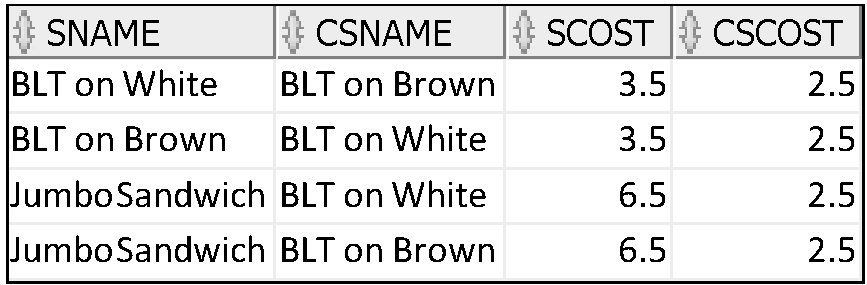 SNAME CSNAME SCOST CSCOST
BLT on White BLT on Brown 3.5 2.5
BLT on Brown BLT on White 3.5 2.5
JumboSandwich BLT on White 6.5 2.5
JumboSandwich BLT on Brown 6.5 2.5